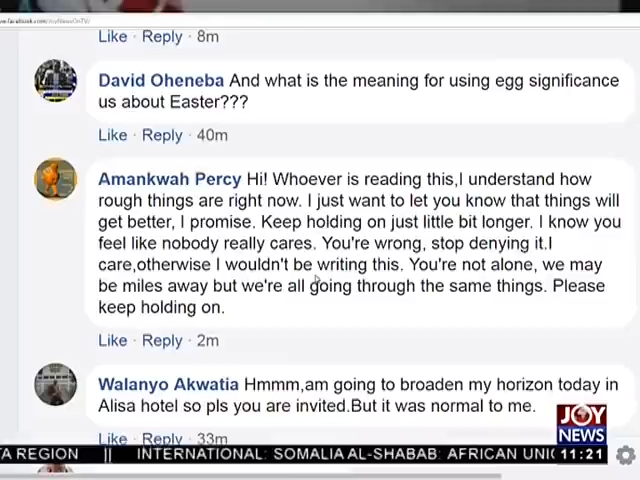 Like · Reply · 8m
David Oheneba And what is the meaning for using egg significance
us about Easter???
Like · Reply · 40m
Amankwah Percy Hi! Whoever is reading this,I understand how
rough things are right now. I just want to let you know that things will
get better, I promise. Keep holding on just little bit longer. I know you
feel like nobody really cares. You're wrong, stop denying it.I
care,otherwise I wouldn't be writing this. You're not alone, we may
be miles away but we're all going through the same things. Please
keep holding on.
Like · Reply · 2m
Walanyo Akwatia Hmmm,am going to broaden my horizon today in
Alisa hotel so pls you are invited.But it was normal to me.
Like · Reply · 33m
JOY
NEWS
TA REGION || INTERNATIONAL: SOMALIA AL-SHABAB: AFRICAN UNI
11:21